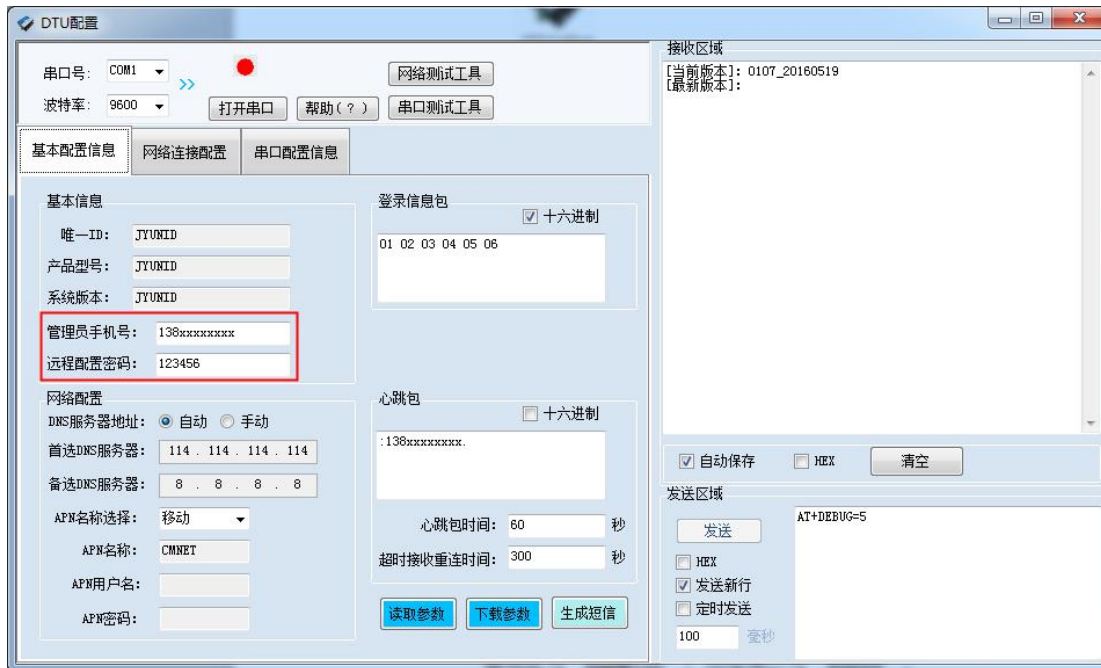 DTU配置
串口号: COM1 >> 网络测试工具
波特率: 9600 打开串口 帮助(?) 串口测试工具
基本配置信息 网络连接配置 串口配置信息
基本信息
唯一ID: JYUNID
产品型号: JYUNID
系统版本: JYUNID
管理员手机号: 138xxxxxxxx
远程配置密码: 123456
网络配置
DNS服务器地址: 自动 手动
首选DNS服务器: 114 . 114 . 114 . 114
备选DNS服务器: 8 . 8 . 8 . 8
APN名称选择: 移动
APN名称: CMNET
APN用户名:
APN密码:
登录信息包
十六进制
01 02 03 04 05 06
心跳包
十六进制
:138xxxxxxxx.
心跳包时间: 60 秒
超时接收重连时间: 300 秒
读取参数 下载参数 生成短信
接收区域
[当前版本]: 0107_20160519
[最新版本]:
自动保存 HEX 清空
发送区域
发送
AT+DEBUG=5
HEX
发送新行
定时发送
100 毫秒